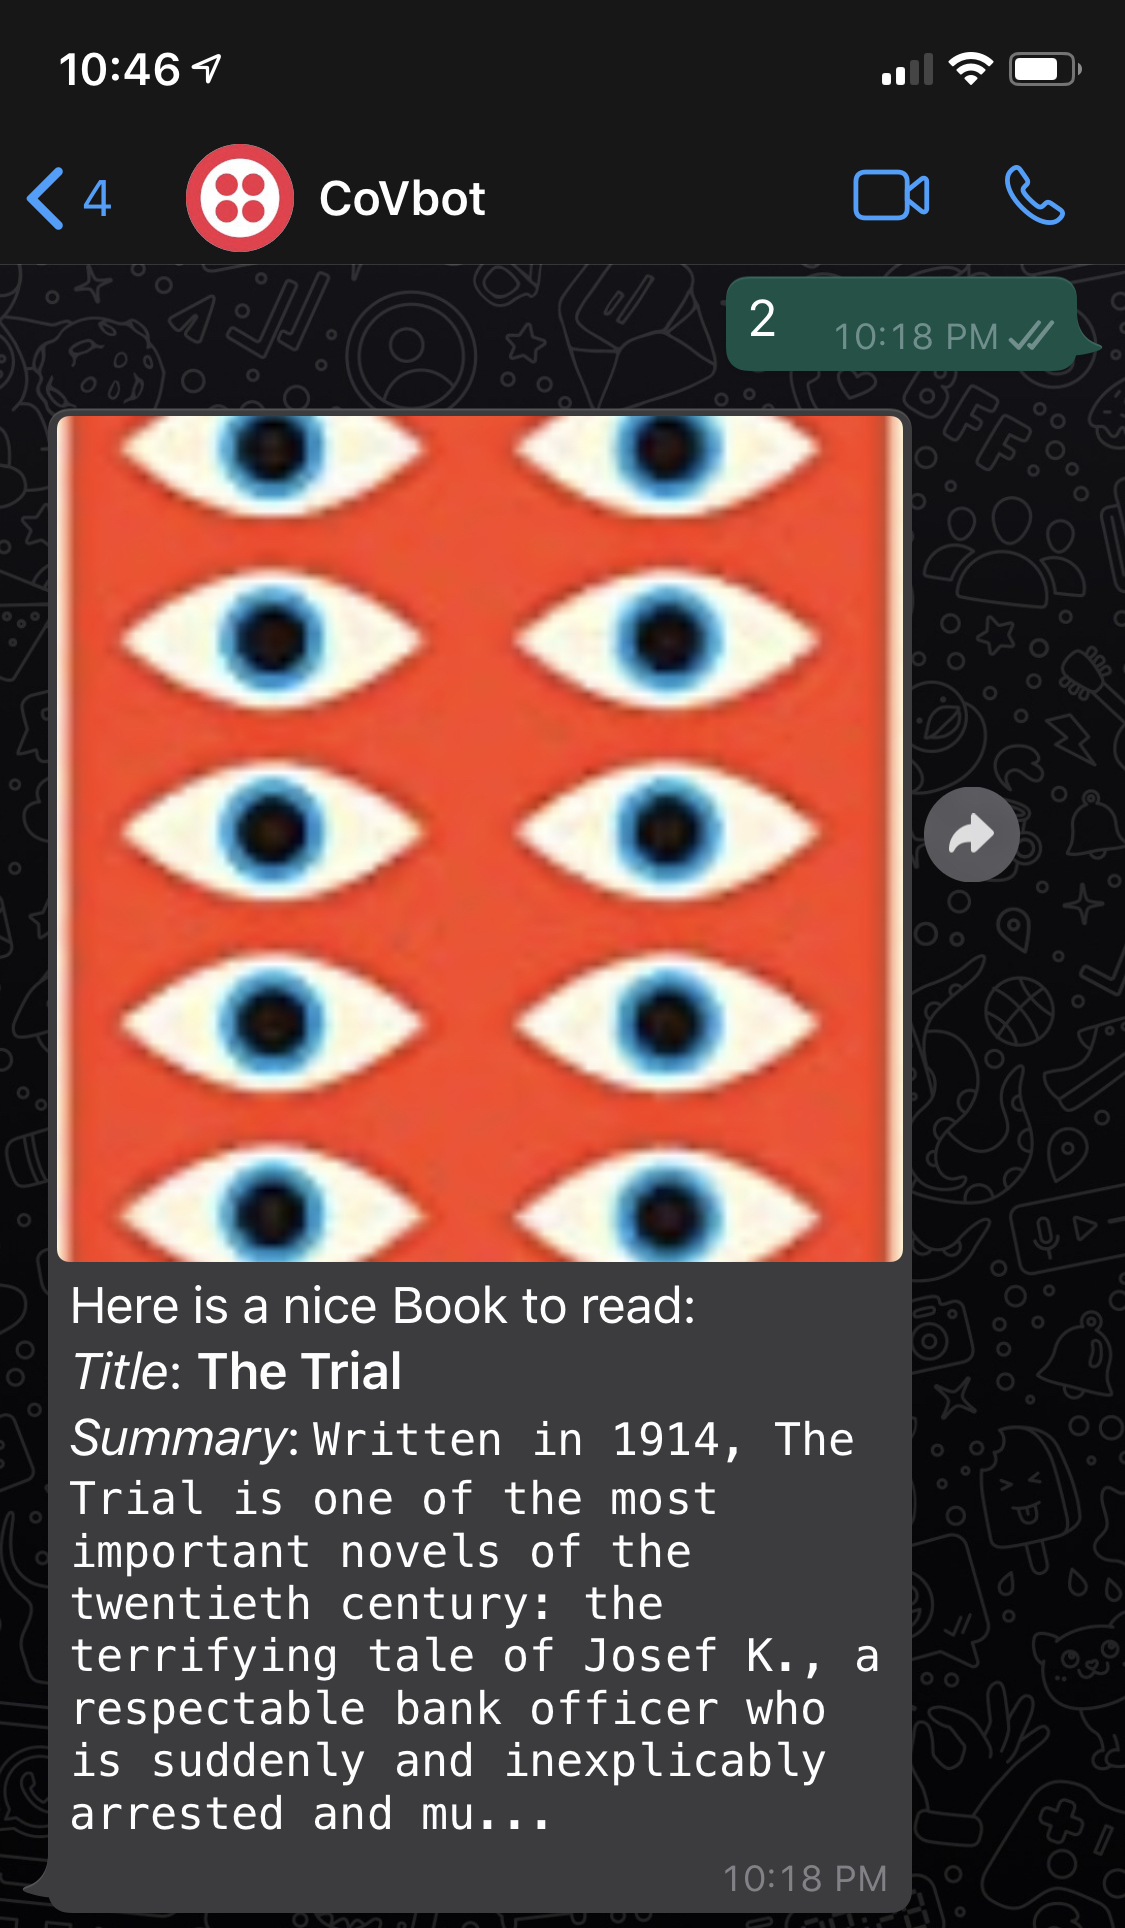 10:46
4
CoVbot
2
10:18 PM
Here is a nice Book to read:
Title: The Trial
Summary: Written in 1914, The
Trial is one of the most
important novels of the
twentieth century: the
terrifying tale of Josef K., a
respectable bank officer who
is suddenly and inexplicably
arrested and mu...
10:18 PM